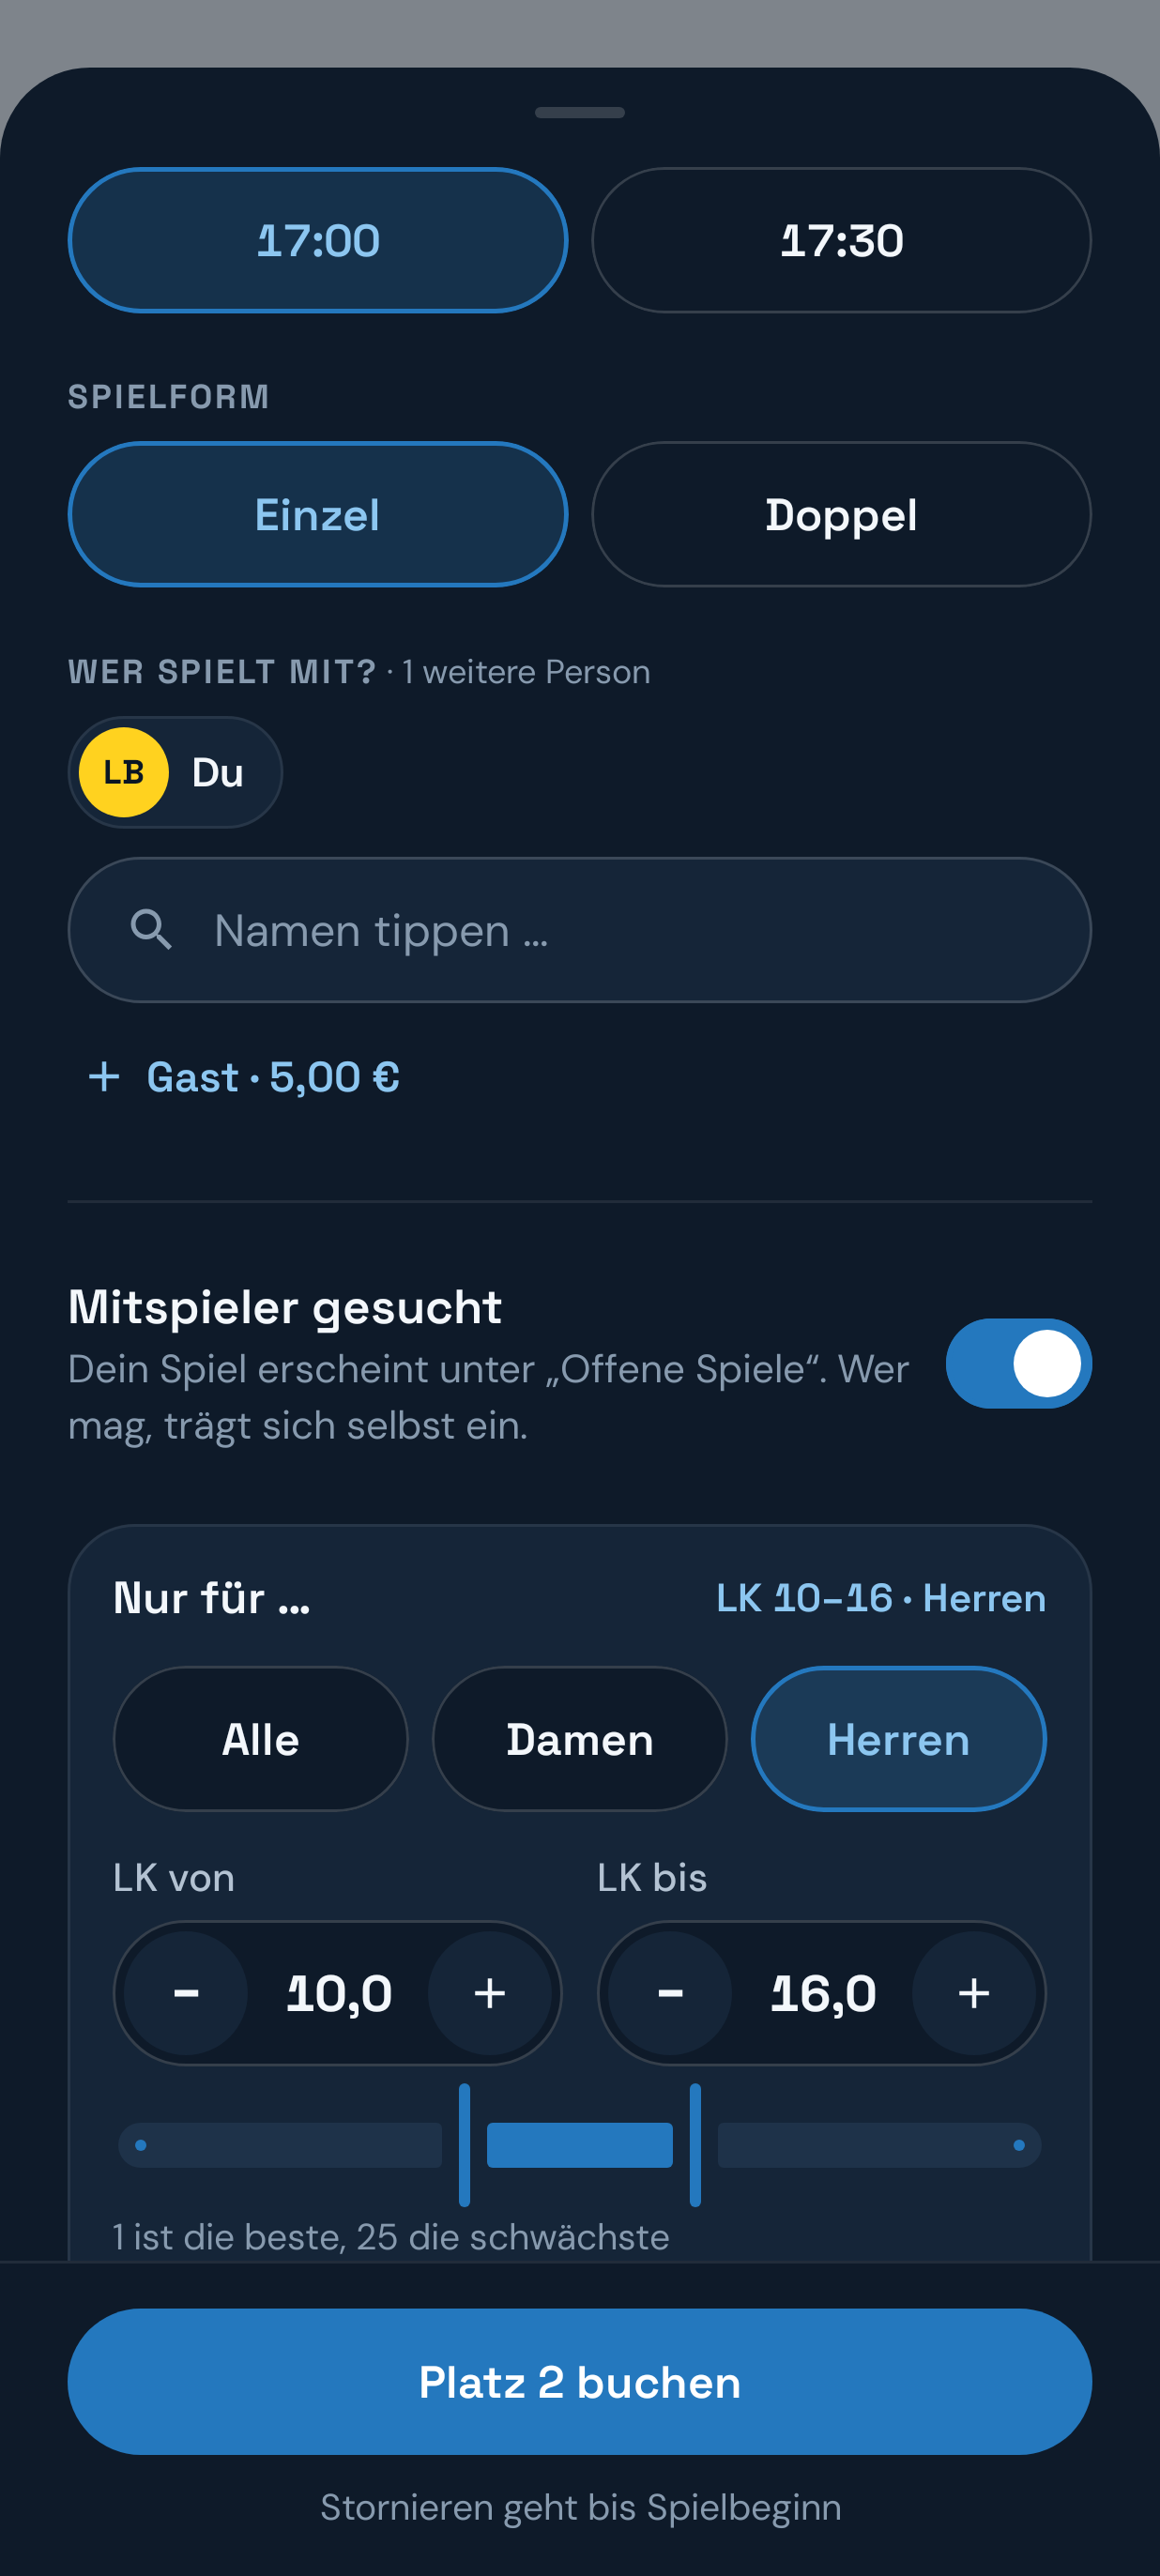 17:00 17:30
SPIELFORM
Einzel Doppel
WER SPIELT MIT? · 1 weitere Person
LB Du
Namen tippen ...
+ Gast · 5,00 €
Mitspieler gesucht
Dein Spiel erscheint unter „Offene Spiele“. Wer
mag, trägt sich selbst ein.
Nur für ... LK 10–16 · Herren
Alle Damen Herren
LK von LK bis
– 10,0 + – 16,0 +
1 ist die beste, 25 die schwächste
Platz 2 buchen
Stornieren geht bis Spielbeginn